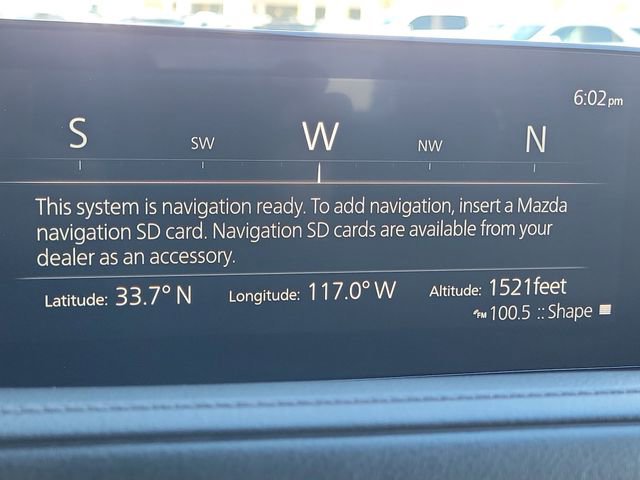 6:02pm
S SW W NW N
This system is navigation ready. To add navigation, insert a Mazda
navigation SD card. Navigation SD cards are available from your
dealer as an accessory.
Latitude: 33.7° N Longitude: 117.0° W Altitude: 1521feet
FM 100.5 :: Shape